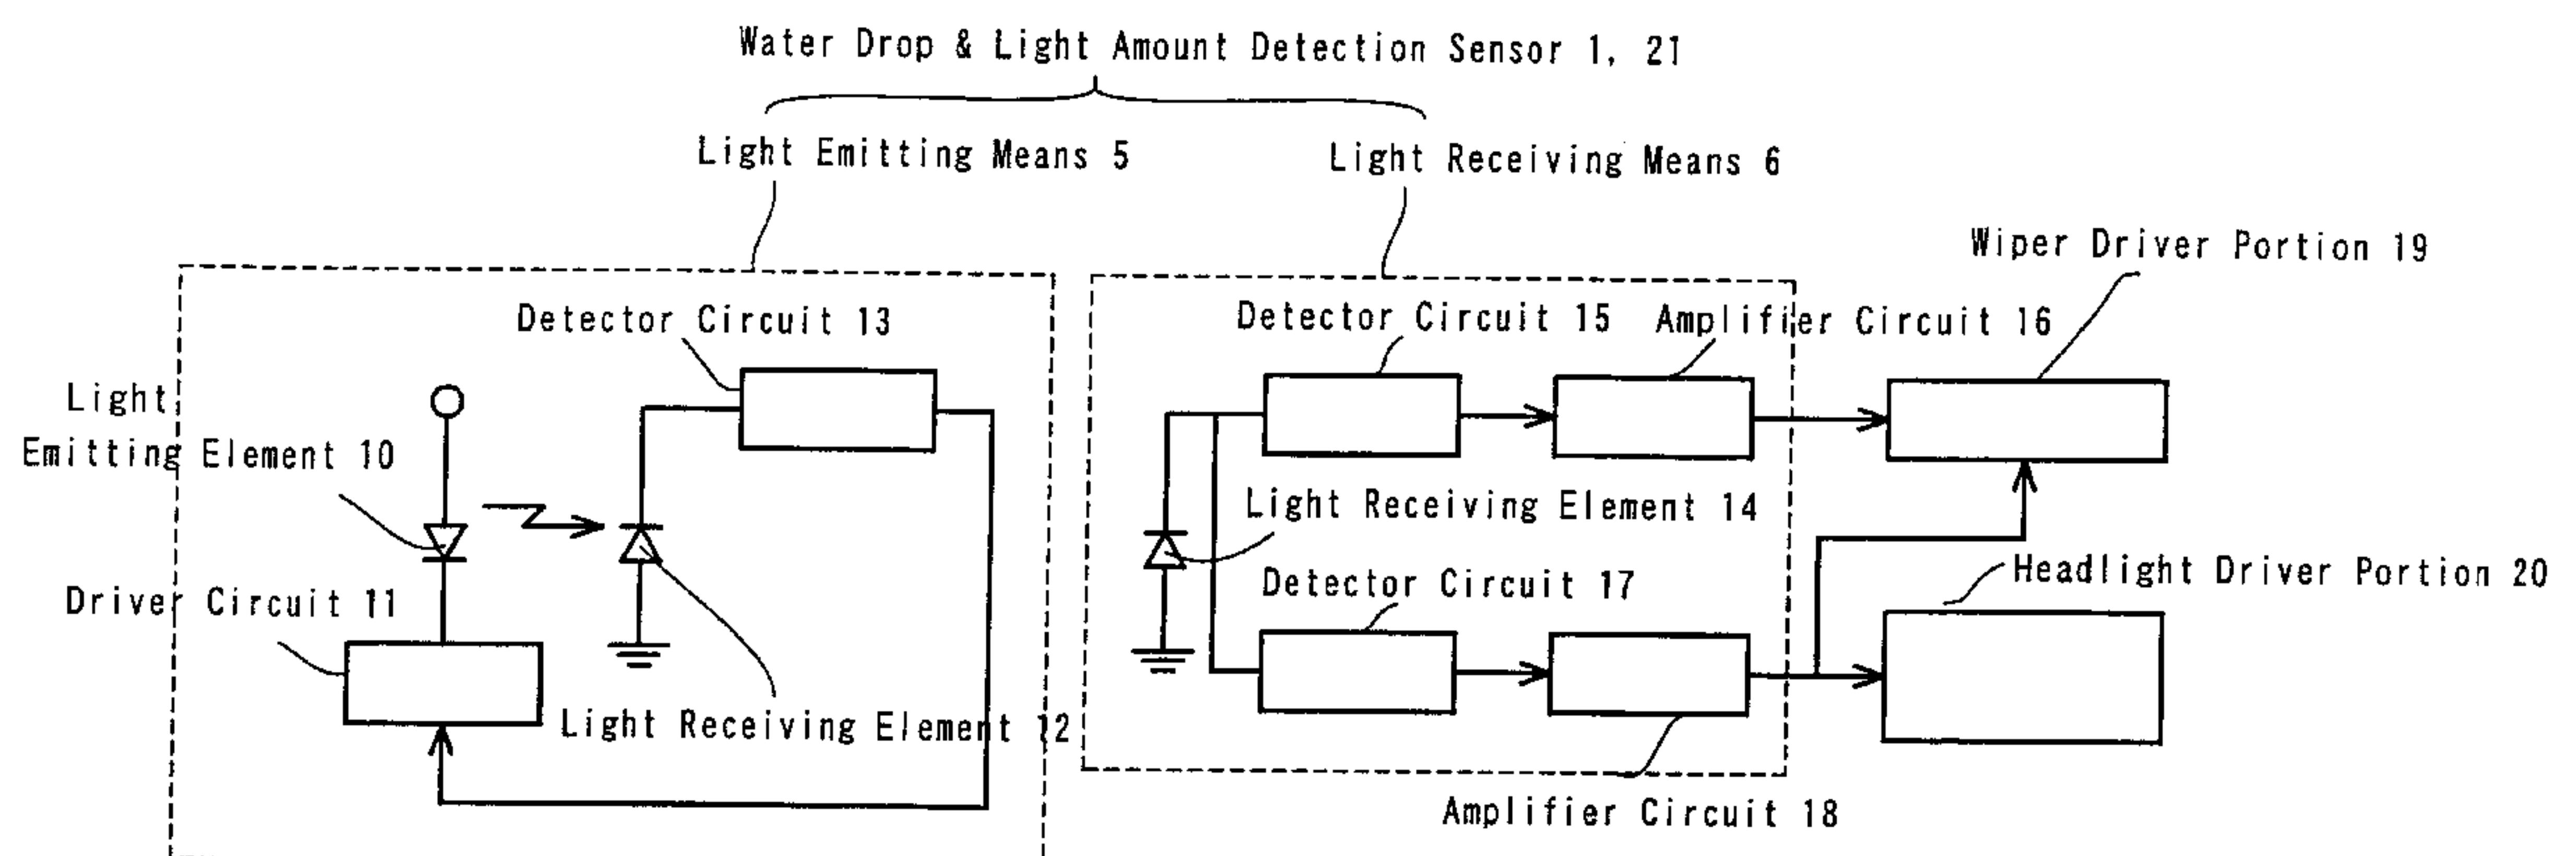 Water Drop & Light Amount Detection Sensor 1, 21
Light Emitting Means 5
Light Receiving Means 6
Wiper Driver Portion 19
Detector Circuit 13
Detector Circuit 15
Amplifier Circuit 16
Light
Emitting Element 10
Light Receiving Element 14
Driver Circuit 11
Detector Circuit 17
Headlight Driver Portion 20
Light Receiving Element 12
Amplifier Circuit 18